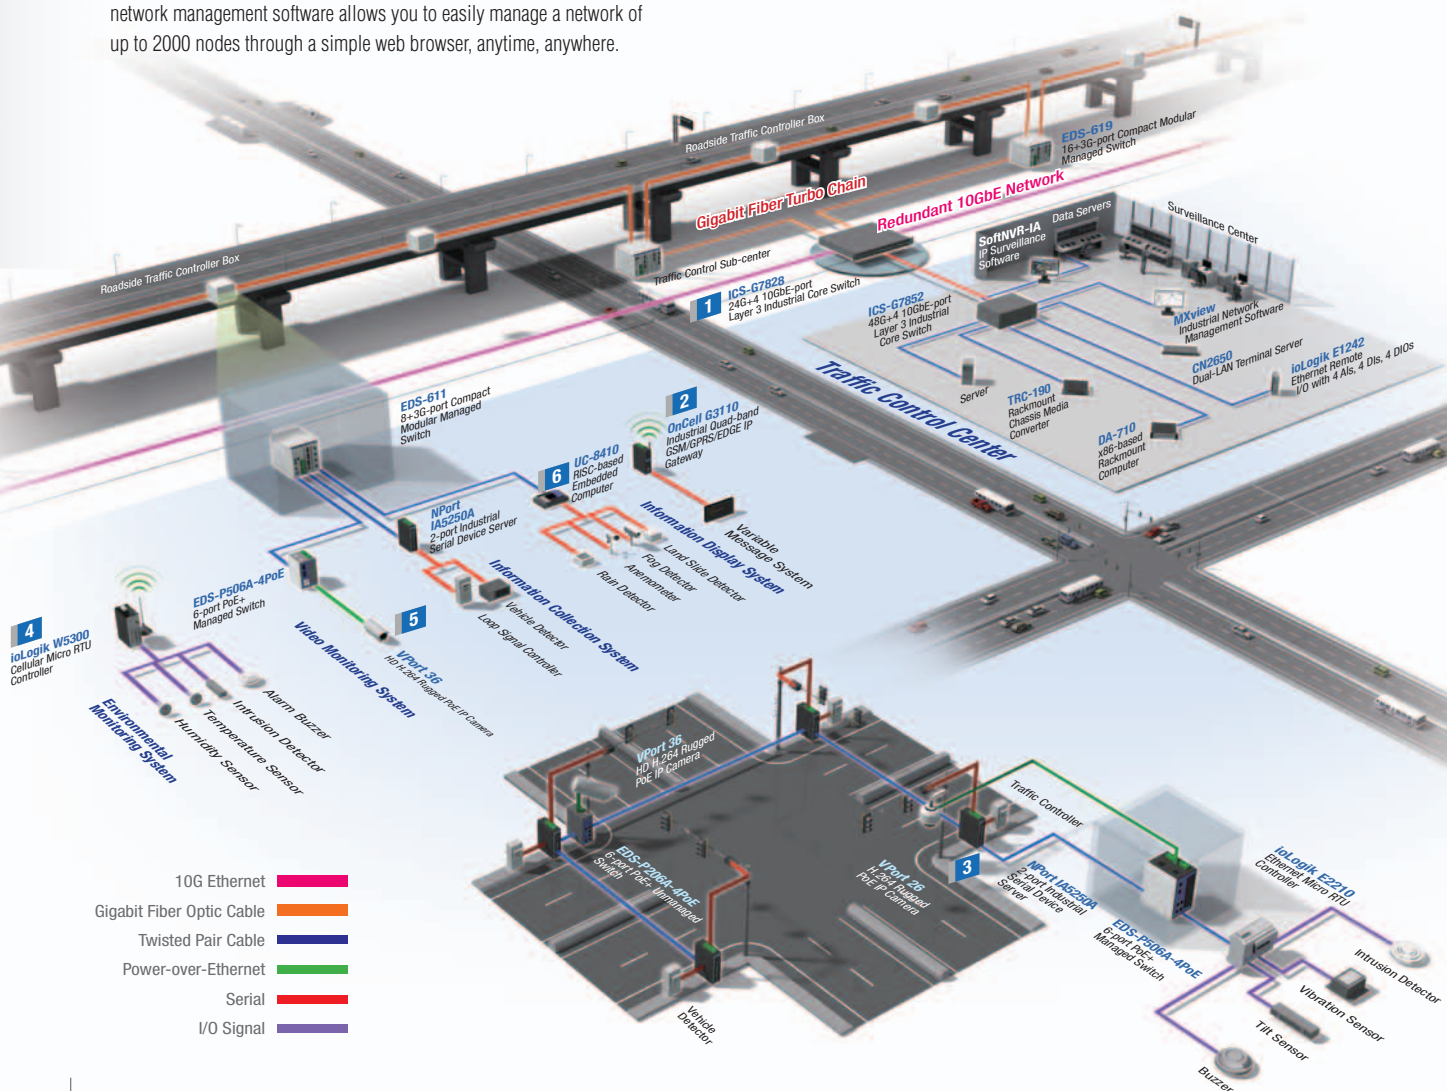 network management software allows you to easily manage a network of
up to 2000 nodes through a simple web browser, anytime, anywhere.
Roadside Traffic Controller Box
EDS-619
16+3G-port Compact Modular
Managed Switch
Gigabit Fiber Turbo Chain
Redundant 10GbE Network
Roadside Traffic Controller Box
Traffic Control Sub-center
1
ICS-G7828
24G+4 10GbE-port
Layer 3 Industrial Core Switch
SoftNVR-IA
IP Surveillance
Software
Data Servers
Surveillance Center
ICS-G7852
48G+4 10GbE-port
Layer 3 Industrial
Core Switch
MXview
Industrial Network
Management Software
CN2650
Dual-LAN Terminal Server
ioLogik E1242
Ethernet Remote
I/O with 4 AIs, 4 DIs, 4 DIOs
Server
TRC-190
Rackmount
Chassis Media
Converter
DA-710
x86-based
Rackmount
Computer
Traffic Control Center
EDS-611
8+3G-port Compact
Modular Managed
Switch
2
OnCell G3110
Industrial Quad-band
GSM/GPRS/EDGE IP
Gateway
6
UC-8410
RISC-based
Embedded
Computer
NPort
IA5250A
2-port Industrial
Serial Device Server
Variable
Message System
Information Display System
Land Slide Detector
Fog Detector
Anemometer
Rain Detector
Information Collection System
Vehicle Detector
Loop Signal Controller
EDS-P506A-4PoE
6-port PoE+
Managed Switch
5
VPort 36
HD H.264 Rugged PoE IP Camera
Video Monitoring System
4
ioLogik W5300
Cellular Micro RTU
Controller
Alarm Buzzer
Intrusion Detector
Temperature Sensor
Humidity Sensor
Environmental
Monitoring System
VPort 36
HD H.264 Rugged
PoE IP Camera
EDS-P206A-4PoE
6-port PoE+ Unmanaged
Switch
VPort 26
H.264 Rugged
PoE IP Camera
Traffic Controller
3
NPort IA5250A
2-port Industrial
Serial Device
Server
EDS-P506A-4PoE
6-port PoE+
Managed Switch
ioLogik E2210
Ethernet Micro RTU
Controller
Intrusion Detector
Vibration Sensor
Tilt Sensor
Buzzer
Vehicle
Detector
10G Ethernet
Gigabit Fiber Optic Cable
Twisted Pair Cable
Power-over-Ethernet
Serial
I/O Signal